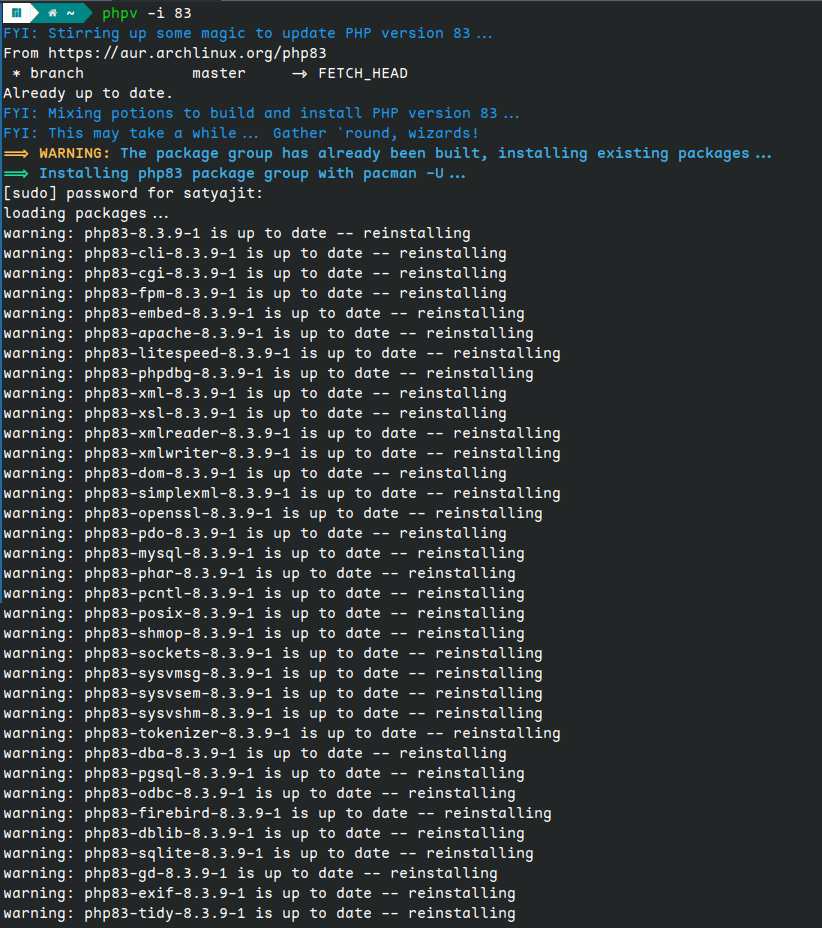 ~ phpv -i 83
FYI: Stirring up some magic to update PHP version 83...
From https://aur.archlinux.org/php83
 * branch            master     -> FETCH_HEAD
Already up to date.
FYI: Mixing potions to build and install PHP version 83...
FYI: This may take a while... Gather 'round, wizards!
==> WARNING: The package group has already been built, installing existing packages...
==> Installing php83 package group with pacman -U...
[sudo] password for satyajit:
loading packages...
warning: php83-8.3.9-1 is up to date -- reinstalling
warning: php83-cli-8.3.9-1 is up to date -- reinstalling
warning: php83-cgi-8.3.9-1 is up to date -- reinstalling
warning: php83-fpm-8.3.9-1 is up to date -- reinstalling
warning: php83-embed-8.3.9-1 is up to date -- reinstalling
warning: php83-apache-8.3.9-1 is up to date -- reinstalling
warning: php83-litespeed-8.3.9-1 is up to date -- reinstalling
warning: php83-phpdbg-8.3.9-1 is up to date -- reinstalling
warning: php83-xml-8.3.9-1 is up to date -- reinstalling
warning: php83-xsl-8.3.9-1 is up to date -- reinstalling
warning: php83-xmlreader-8.3.9-1 is up to date -- reinstalling
warning: php83-xmlwriter-8.3.9-1 is up to date -- reinstalling
warning: php83-dom-8.3.9-1 is up to date -- reinstalling
warning: php83-simplexml-8.3.9-1 is up to date -- reinstalling
warning: php83-openssl-8.3.9-1 is up to date -- reinstalling
warning: php83-pdo-8.3.9-1 is up to date -- reinstalling
warning: php83-mysql-8.3.9-1 is up to date -- reinstalling
warning: php83-phar-8.3.9-1 is up to date -- reinstalling
warning: php83-pcntl-8.3.9-1 is up to date -- reinstalling
warning: php83-posix-8.3.9-1 is up to date -- reinstalling
warning: php83-shmop-8.3.9-1 is up to date -- reinstalling
warning: php83-sockets-8.3.9-1 is up to date -- reinstalling
warning: php83-sysvmsg-8.3.9-1 is up to date -- reinstalling
warning: php83-sysvsem-8.3.9-1 is up to date -- reinstalling
warning: php83-sysvshm-8.3.9-1 is up to date -- reinstalling
warning: php83-tokenizer-8.3.9-1 is up to date -- reinstalling
warning: php83-dba-8.3.9-1 is up to date -- reinstalling
warning: php83-pgsql-8.3.9-1 is up to date -- reinstalling
warning: php83-odbc-8.3.9-1 is up to date -- reinstalling
warning: php83-firebird-8.3.9-1 is up to date -- reinstalling
warning: php83-dblib-8.3.9-1 is up to date -- reinstalling
warning: php83-sqlite-8.3.9-1 is up to date -- reinstalling
warning: php83-gd-8.3.9-1 is up to date -- reinstalling
warning: php83-exif-8.3.9-1 is up to date -- reinstalling
warning: php83-tidy-8.3.9-1 is up to date -- reinstalling